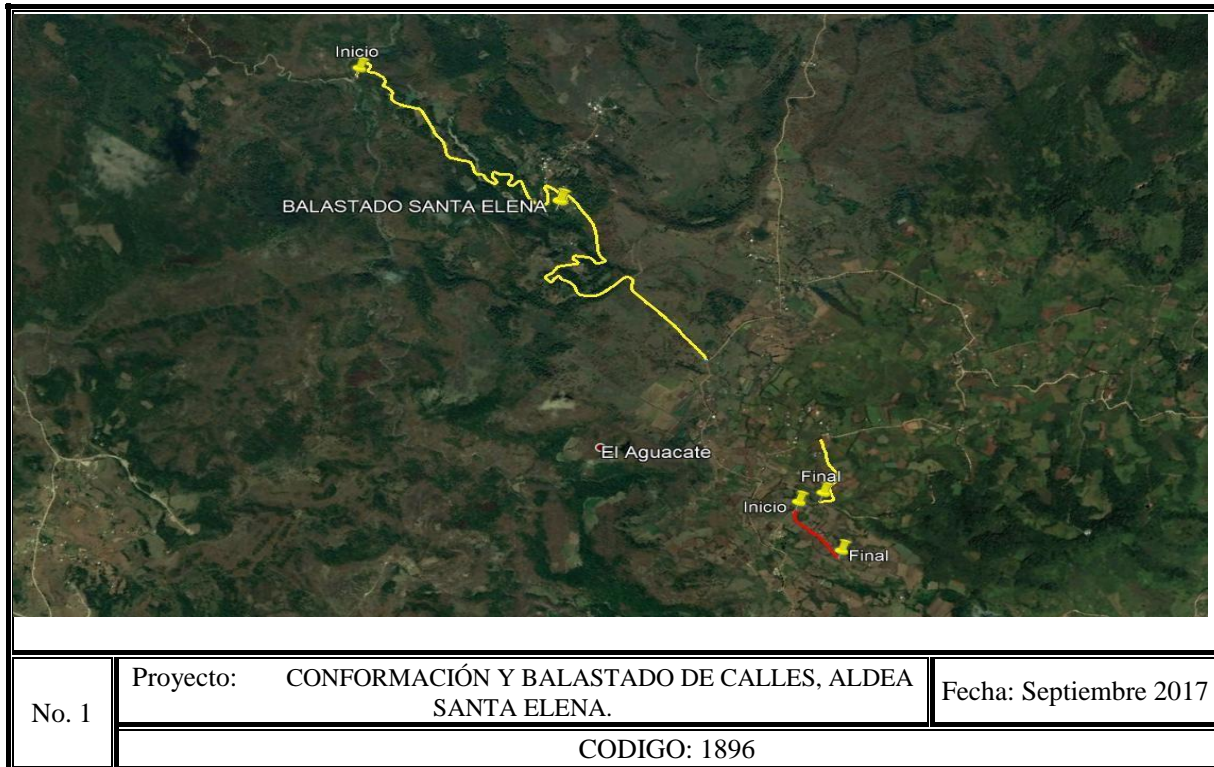 Inicio
BALASTADO SANTA ELENA
El Aguacate
Final
Inicio
Final
No. 1
Proyecto: CONFORMACIÓN Y BALASTADO DE CALLES, ALDEA
SANTA ELENA.
Fecha: Septiembre 2017
CODIGO: 1896